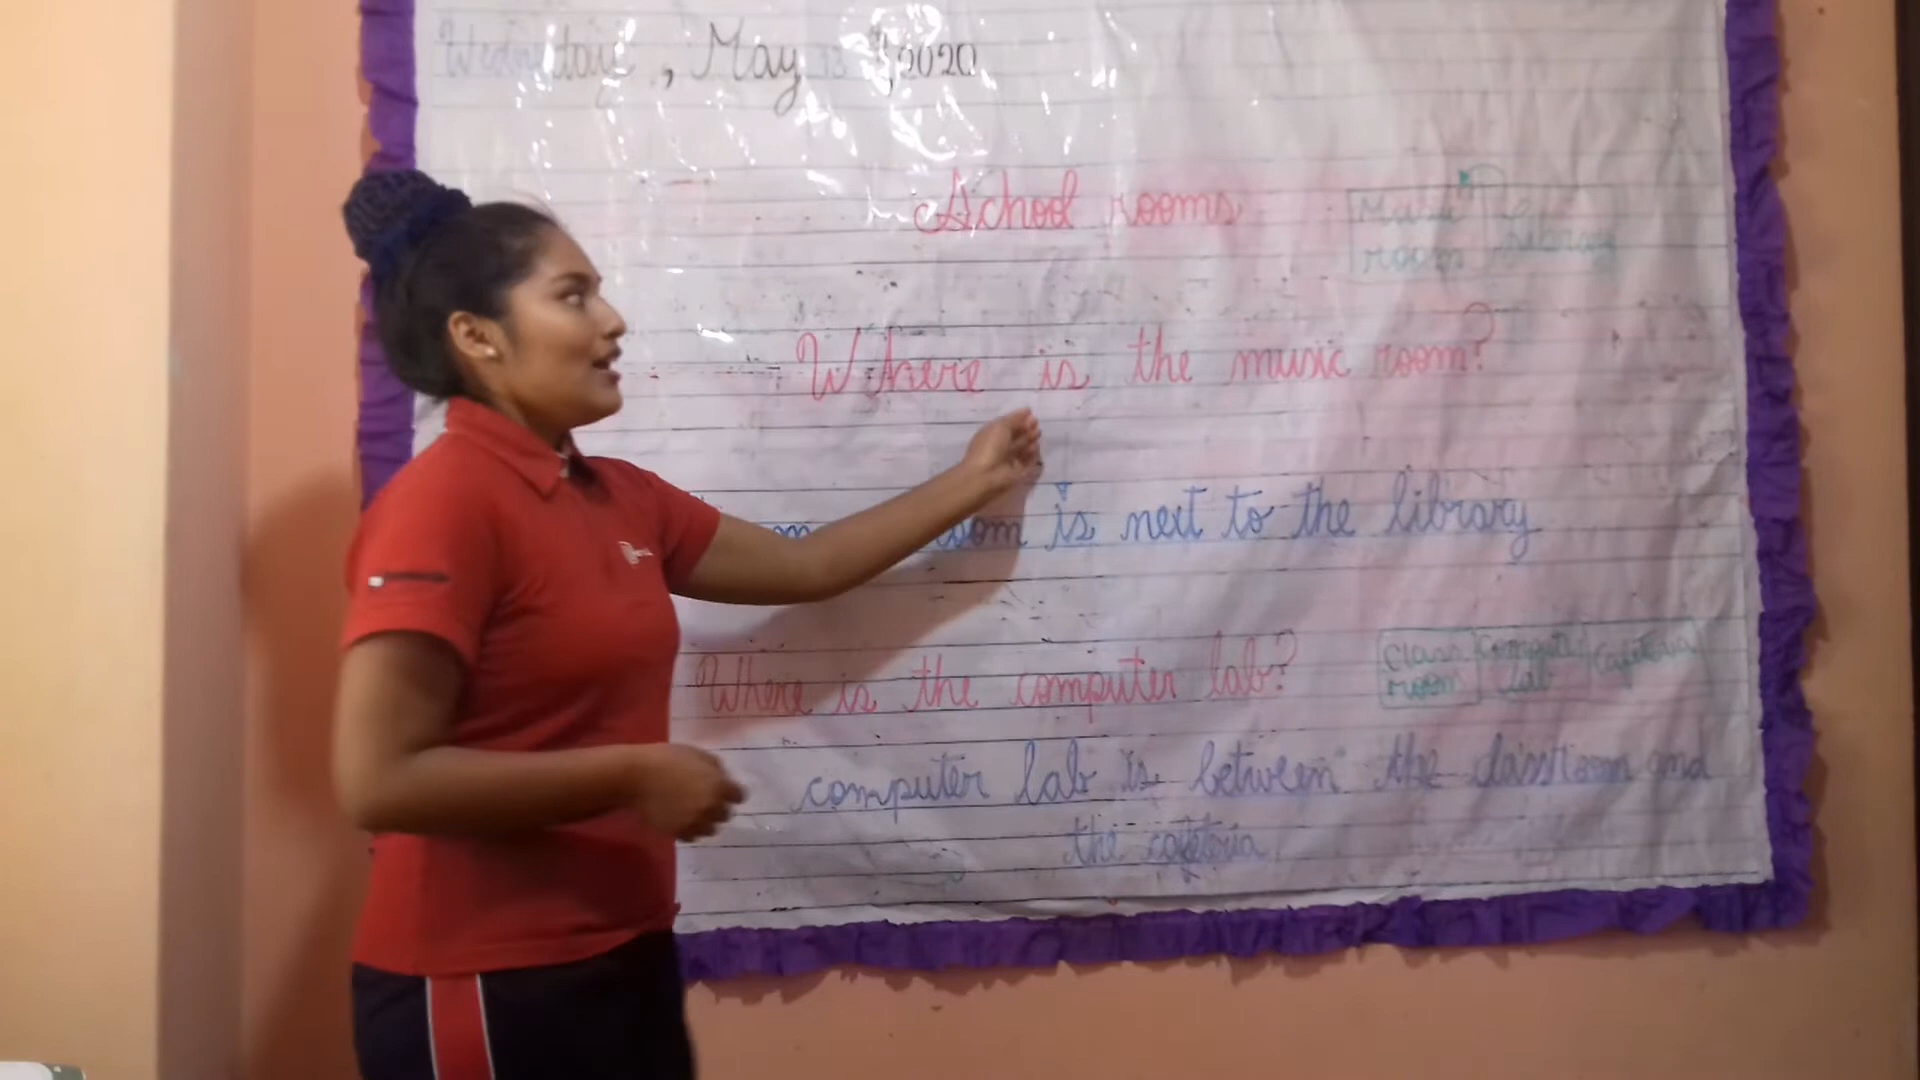 Wednesday, May 13 2020
School rooms
Music room
library
Where is the music room?
room is next to the library
Where is the computer lab?
Class room
Computer lab
Cafeteria
computer lab is between the classroom and
the cafeteria